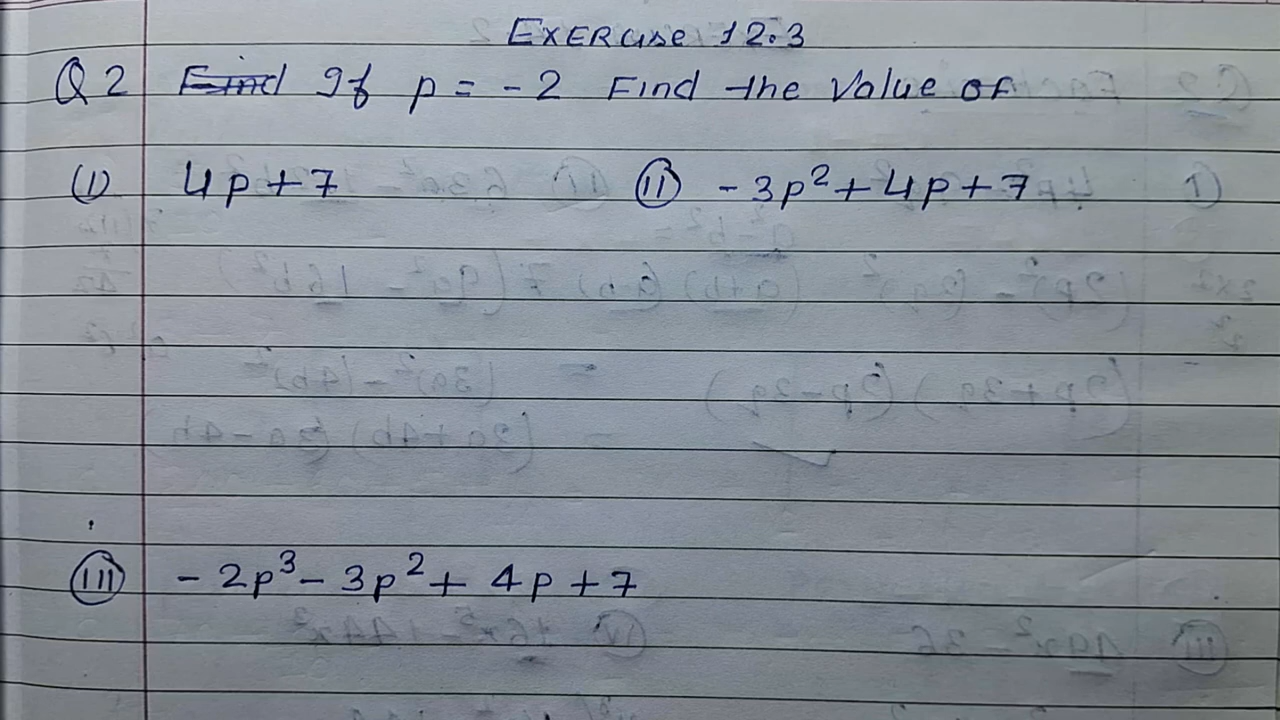 Exercise 12.3
Q2 Find If p = -2 Find the Value of
(i) 4p+7 (ii) -3p²+4p+7
(iii) -2p³-3p²+4p+7